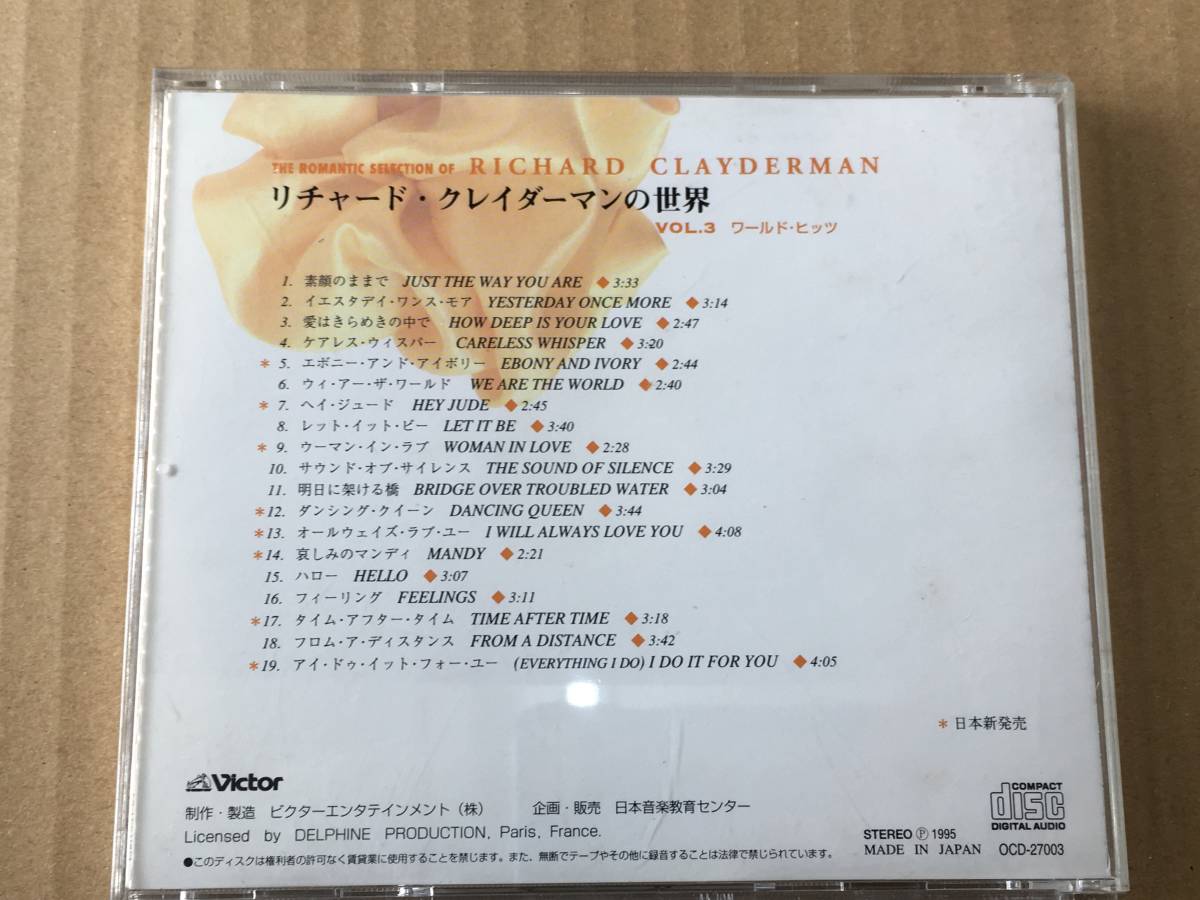 THE ROMANTIC SELECTION OF RICHARD CLAYDERMAN
リチャード・クレイダーマンの世界
VOL.3 ワールド・ヒッツ
1. 素顔のままで JUST THE WAY YOU ARE ◆3:33
2. イエスタデイ・ワンス・モア YESTERDAY ONCE MORE ◆3:14
3. 愛はきらめきの中で HOW DEEP IS YOUR LOVE ◆2:47
4. ケアレス・ウィスパー CARELESS WHISPER ◆3:20
*5. エボニー・アンド・アイボリー EBONY AND IVORY ◆2:44
6. ウィ・アー・ザ・ワールド WE ARE THE WORLD ◆2:40
*7. ヘイ・ジュード HEY JUDE ◆2:45
8. レット・イット・ビー LET IT BE ◆3:40
*9. ウーマン・イン・ラブ WOMAN IN LOVE ◆2:28
10. サウンド・オブ・サイレンス THE SOUND OF SILENCE ◆3:29
11. 明日に架ける橋 BRIDGE OVER TROUBLED WATER ◆3:04
*12. ダンシング・クイーン DANCING QUEEN ◆3:44
*13. オールウェイズ・ラブ・ユー I WILL ALWAYS LOVE YOU ◆4:08
*14. 哀しみのマンディ MANDY ◆2:21
15. ハロー HELLO ◆3:07
16. フィーリング FEELINGS ◆3:11
*17. タイム・アフター・タイム TIME AFTER TIME ◆3:18
18. フロム・ア・ディスタンス FROM A DISTANCE ◆3:42
*19. アイ・ドゥ・イット・フォー・ユー (EVERYTHING I DO) I DO IT FOR YOU ◆4:05
*日本新発売
Victor
制作・製造 ビクターエンタテインメント(株) 企画・販売 日本音楽教育センター
Licensed by DELPHINE PRODUCTION, Paris, France.
●このディスクは権利者の許可なく賃貸業に使用することを禁じます。また、無断でテープやその他に録音することは法律で禁じられています。
COMPACT
disc
DIGITAL AUDIO
STEREO Ⓟ 1995
MADE IN JAPAN OCD-27003